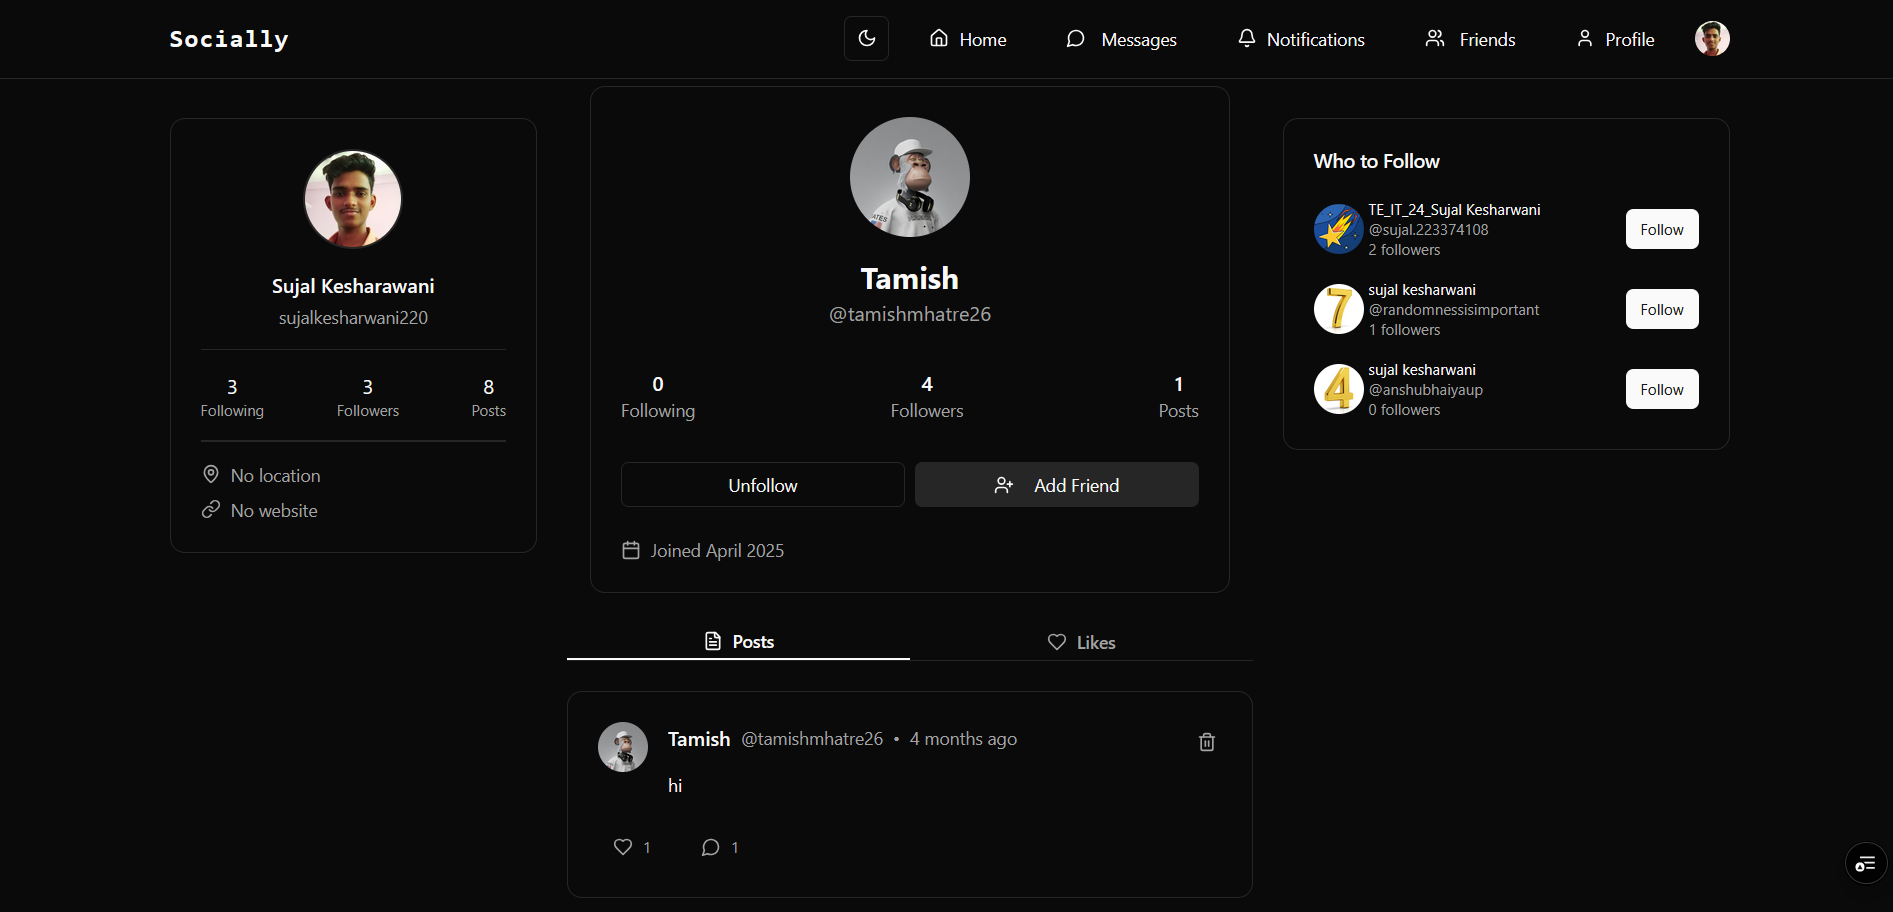 Socially
Home
Messages
Notifications
Friends
Profile
Sujal Kesharawani
sujalkesharwani220
3
Following
3
Followers
8
Posts
No location
No website
Tamish
@tamishmhatre26
0
Following
4
Followers
1
Posts
Unfollow
Add Friend
Joined April 2025
Posts
Likes
Tamish @tamishmhatre26 • 4 months ago
hi
1
1
Who to Follow
TE_IT_24_Sujal Kesharwani
@sujal.223374108
2 followers
Follow
7
sujal kesharwani
@randomnessisimportant
1 followers
Follow
4
sujal kesharwani
@anshubhaiyaup
0 followers
Follow